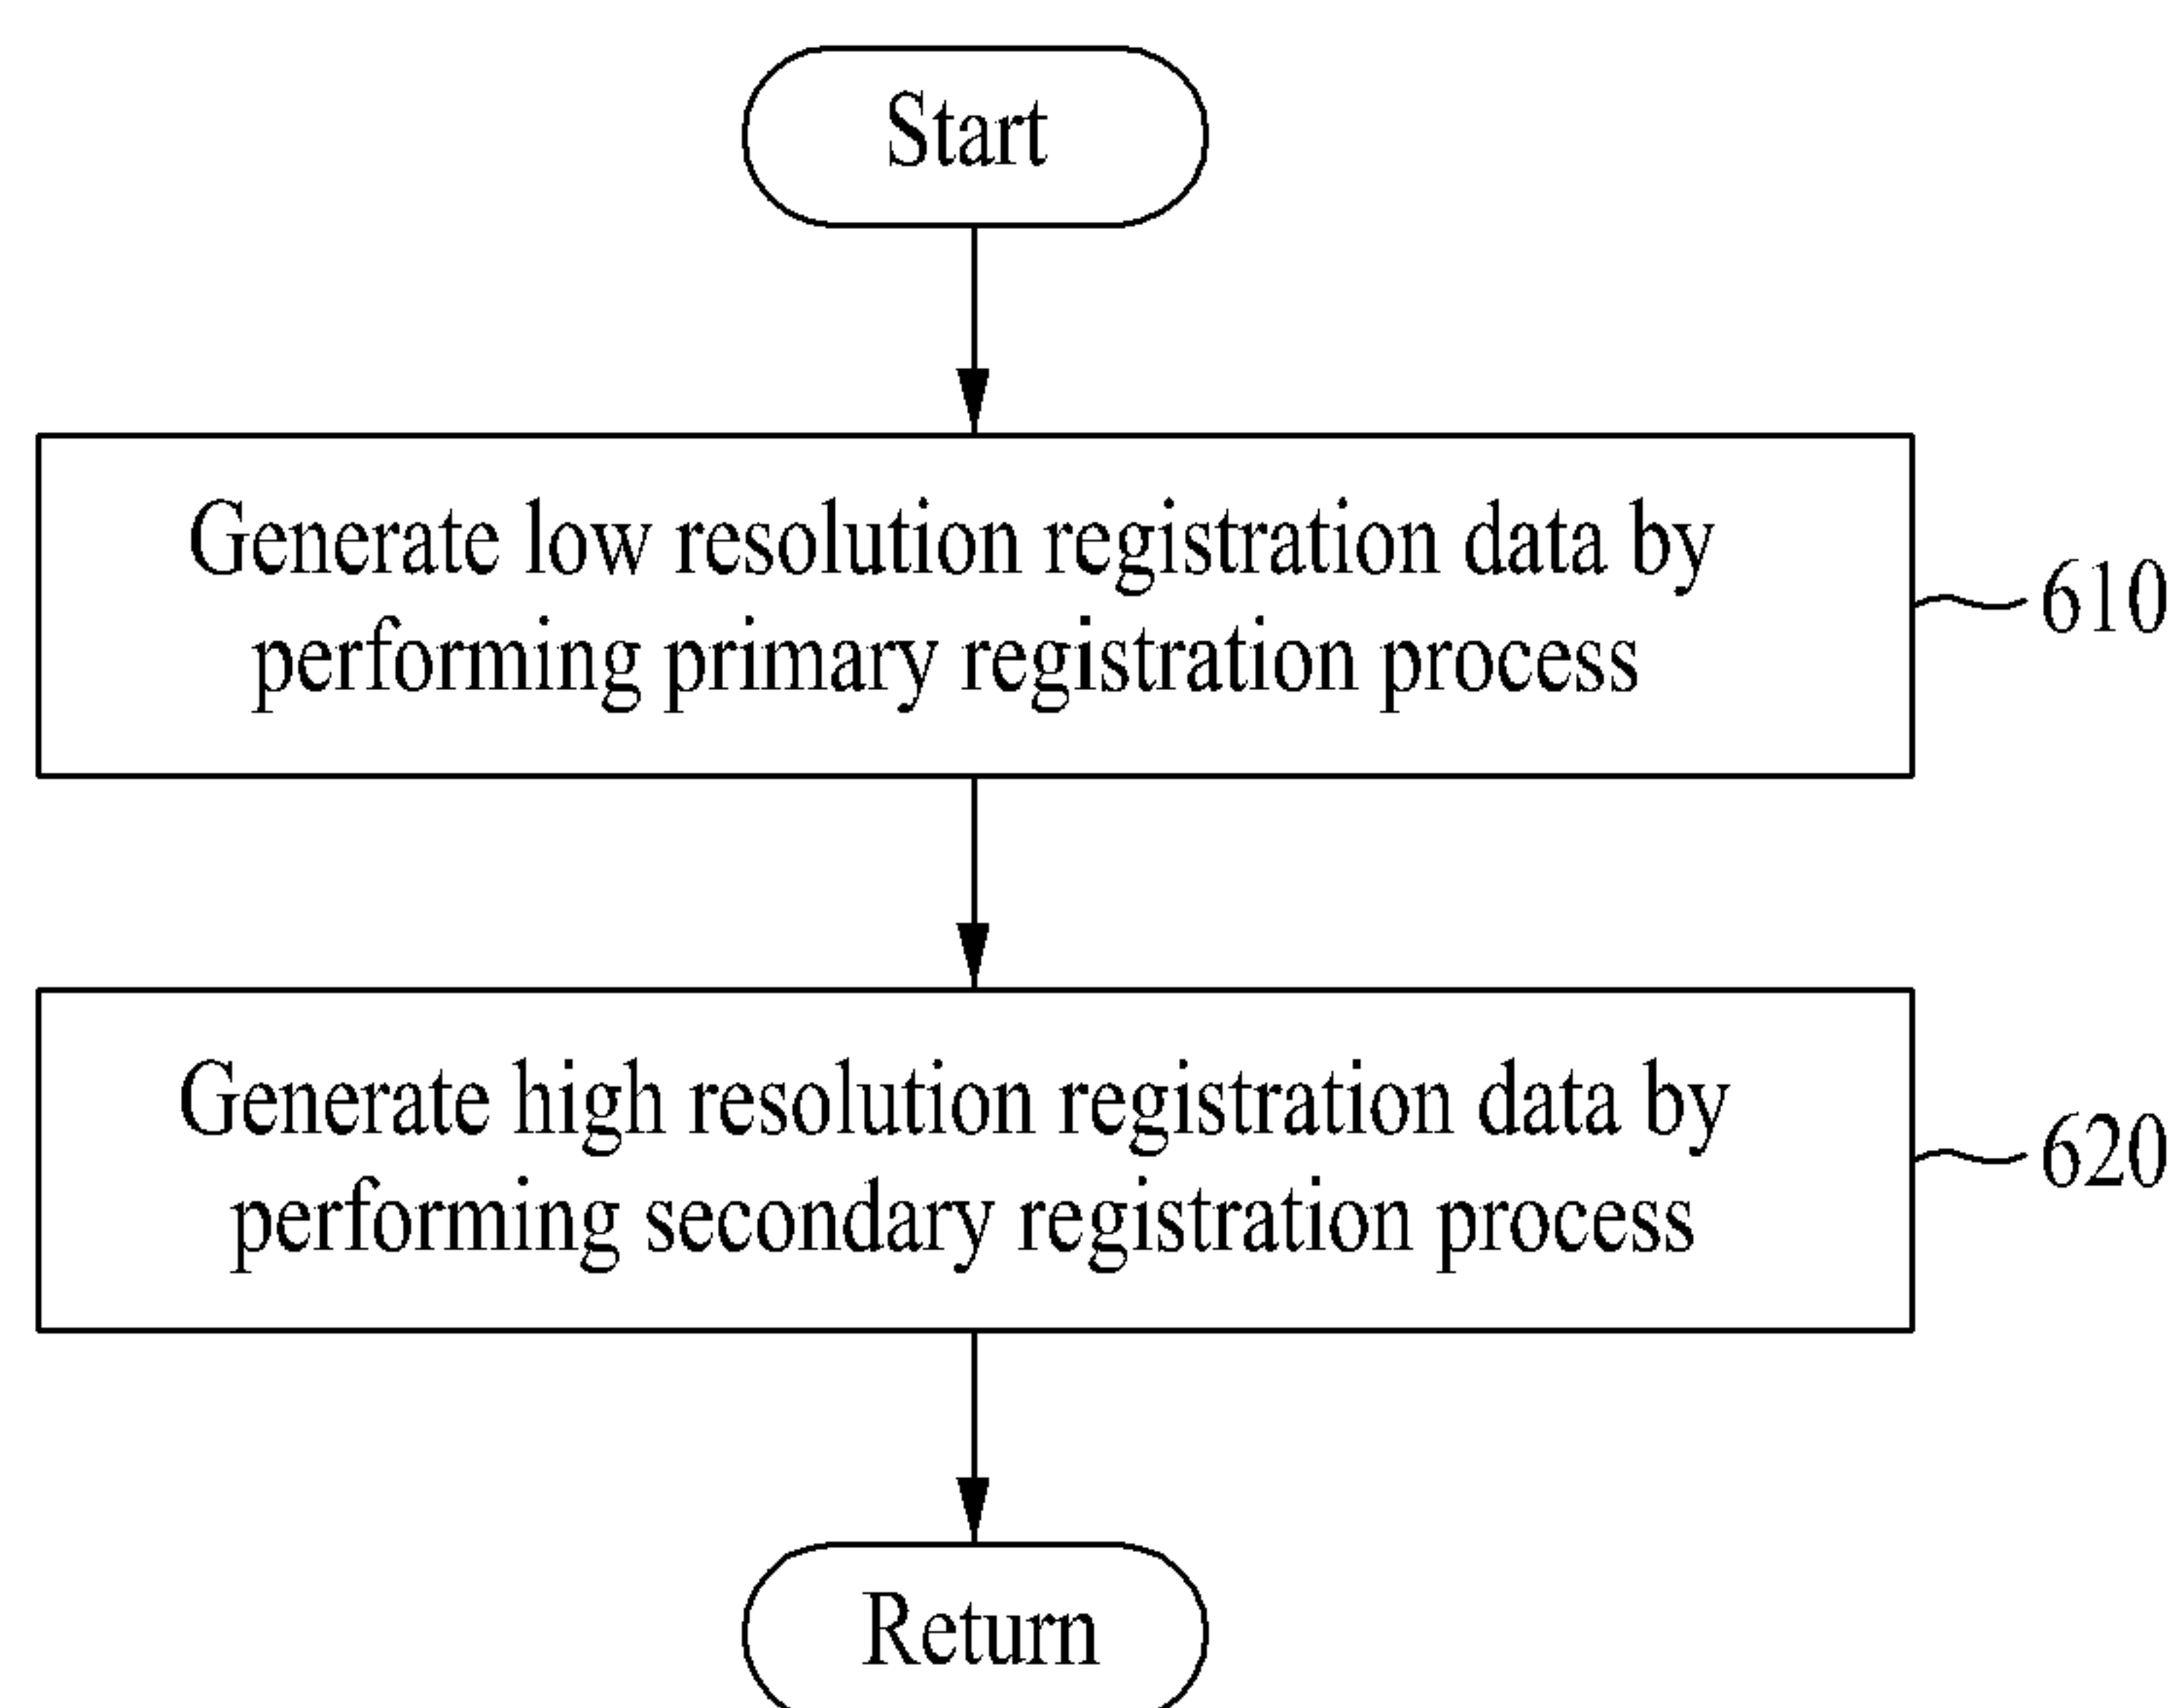 Start
Generate low resolution registration data by
performing primary registration process
610
Generate high resolution registration data by
performing secondary registration process
620
Return